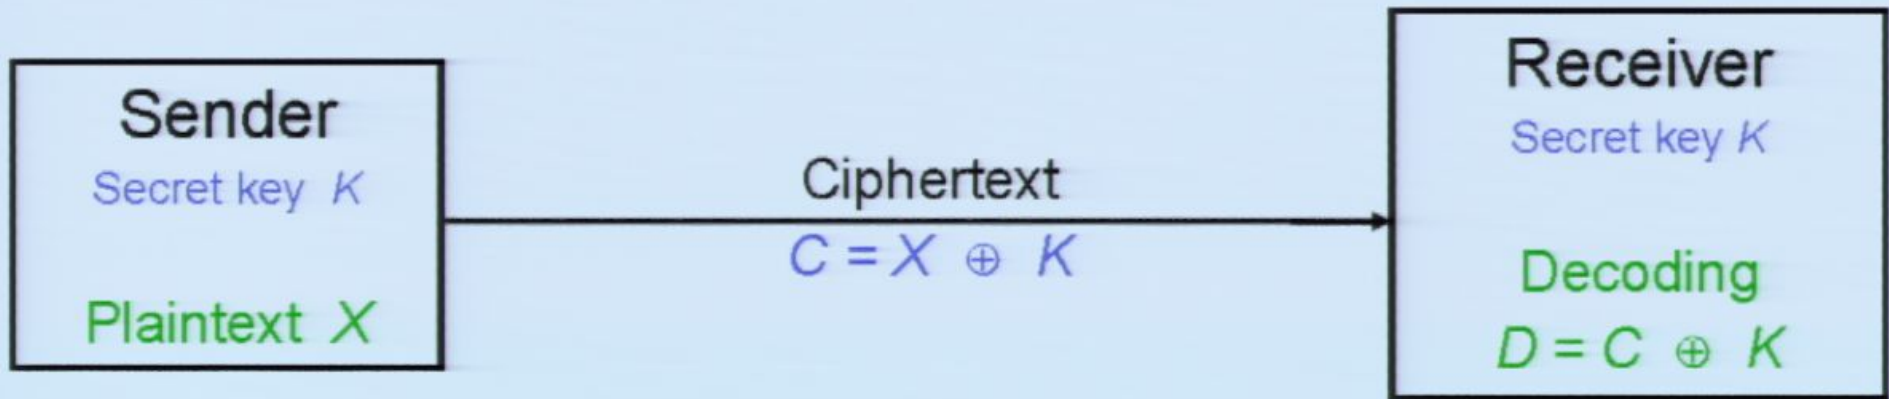 Sender
Secret key K
Plaintext X
Ciphertext
C = X ⊕ K
Receiver
Secret key K
Decoding
D = C ⊕ K